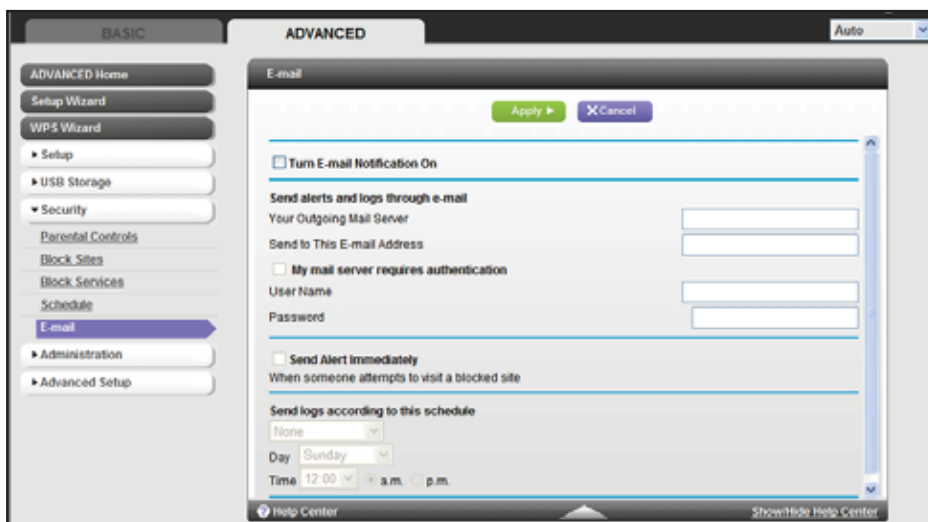 BASIC
ADVANCED
Auto
ADVANCED Home
Setup Wizard
WPS Wizard
Setup
USB Storage
Security
Parental Controls
Block Sites
Block Services
Schedule
E-mail
Administration
Advanced Setup
E-mail
Apply
Cancel
Turn E-mail Notification On
Send alerts and logs through e-mail
Your Outgoing Mail Server
Send to This E-mail Address
My mail server requires authentication
User Name
Password
Send Alert Immediately
When someone attempts to visit a blocked site
Send logs according to this schedule
None
Day Sunday
Time 12:00 a.m. p.m.
Help Center Show/Hide Help Center